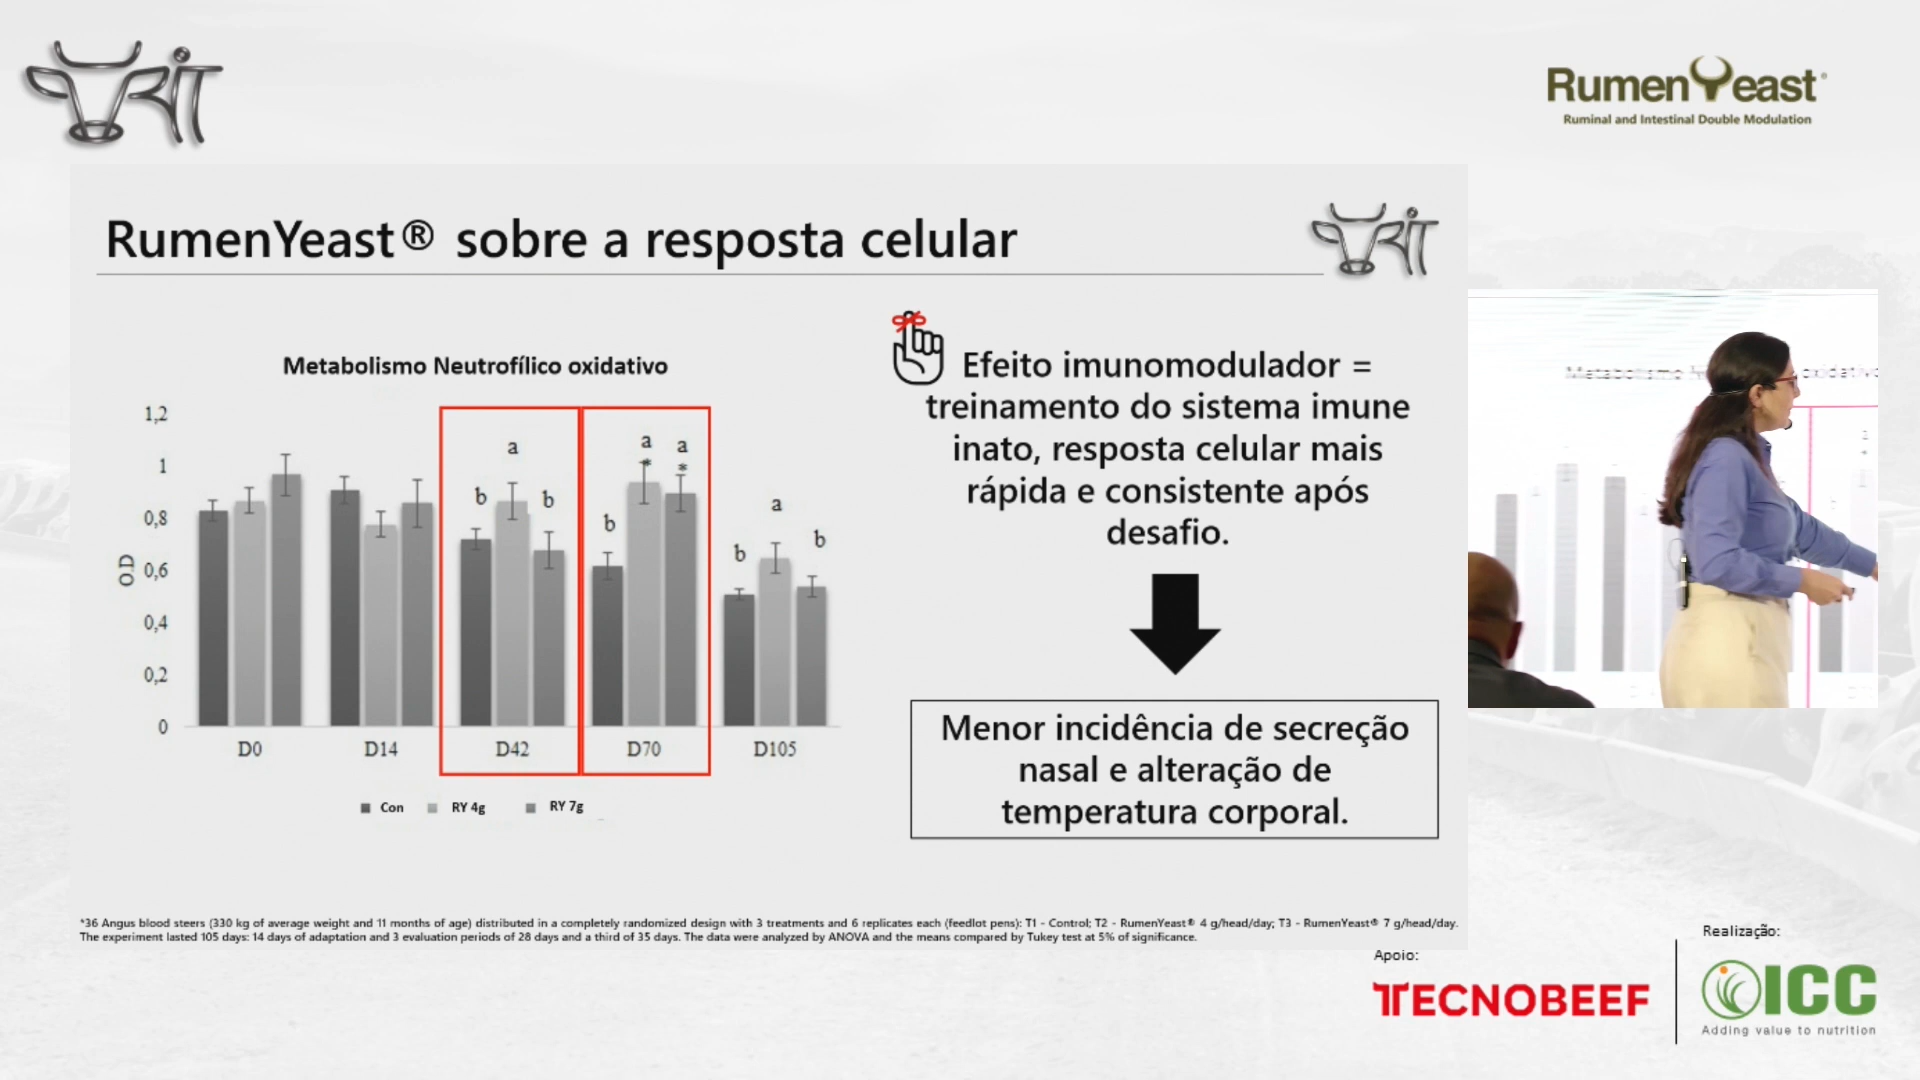 RIT
RumenYeast®
Ruminal and Intestinal Double Modulation
RumenYeast® sobre a resposta celular
RIT
Metabolismo Neutrofílico oxidativo
1,2
1
0,8
0,6
0,4
0,2
0
O.D
b
a
b
b
a
*
a
*
b
a
b
D0
D14
D42
D70
D105
Con
RY 4g
RY 7g
Efeito imunomodulador =
treinamento do sistema imune
inato, resposta celular mais
rápida e consistente após
desafio.
Menor incidência de secreção
nasal e alteração de
temperatura corporal.
*36 Angus blood steers (330 kg of average weight and 11 months of age) distributed in a completely randomized design with 3 treatments and 6 replicates each (feedlot pens): T1 - Control; T2 - RumenYeast® 4 g/head/day; T3 - RumenYeast® 7 g/head/day.
The experiment lasted 105 days: 14 days of adaptation and 3 evaluation periods of 28 days and a third of 35 days. The data were analyzed by ANOVA and the means compared by Tukey test at 5% of significance.
Apoio:
TECNOBEEF
Realização:
ICC
Adding value to nutrition